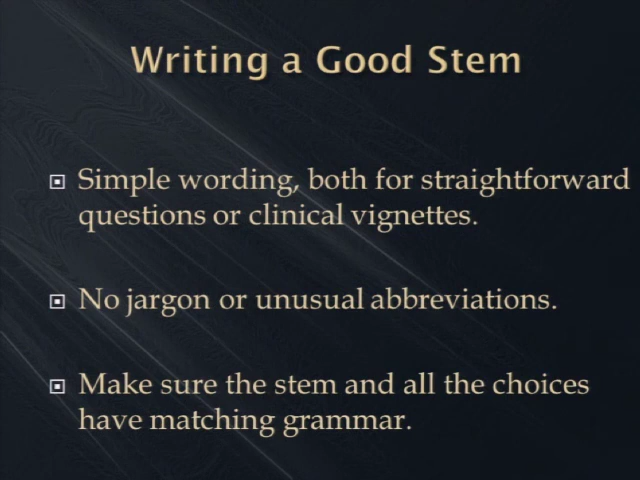 Writing a Good Stem
Simple wording, both for straightforward
questions or clinical vignettes.
No jargon or unusual abbreviations.
Make sure the stem and all the choices
have matching grammar.